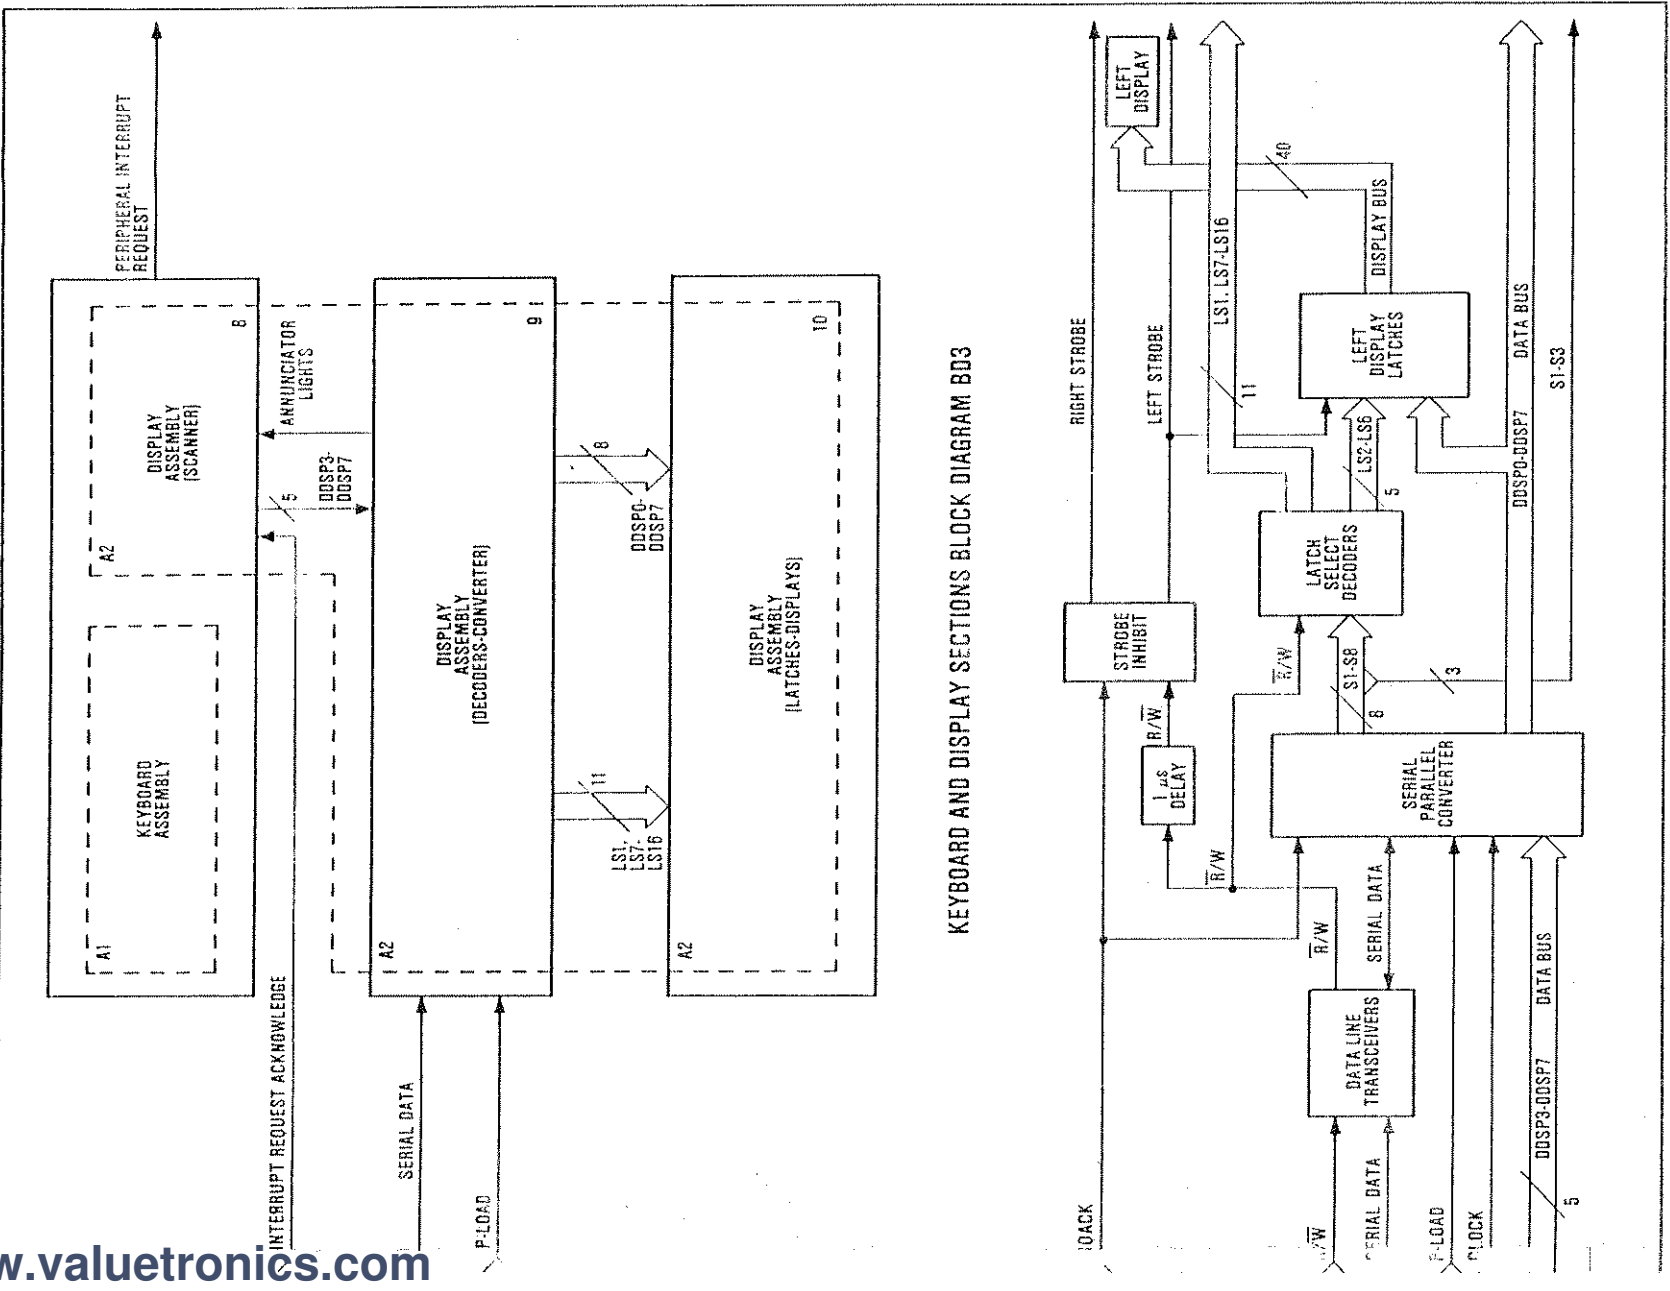 PERIPHERAL INTERRUPT
REQUEST
8
DISPLAY
ASSEMBLY
(SCANNER)
A2
KEYBOARD
ASSEMBLY
A1
ANNUNCIATOR
LIGHTS
5
DDSP3-
DDSP7
INTERRUPT REQUEST ACKNOWLEDGE
9
DISPLAY
ASSEMBLY
(DECODERS-CONVERTER)
A2
SERIAL DATA
P-LOAD
8
DDSP0-
DDSP7
11
LS1,
LS7-
LS16
10
DISPLAY
ASSEMBLY
(LATCHES-DISPLAYS)
A2
KEYBOARD AND DISPLAY SECTIONS BLOCK DIAGRAM BD3
LEFT
DISPLAY
RIGHT STROBE
LEFT STROBE
LS1, LS7-LS16
11
40
DISPLAY BUS
LEFT
DISPLAY
LATCHES
DDSP0-DDSP7
DATA BUS
S1-S3
LS2-LS6
5
LATCH
SELECT
DECODERS
STROBE
INHIBIT
R/W
R/W
S1-S8
8
3
1 µs
DELAY
SERIAL
PARALLEL
CONVERTER
R/W
R/W
SERIAL DATA
DATA LINE
TRANSCEIVERS
DDSP3-DDSP7
DATA BUS
5
IOACK
/W
ERIAL DATA
P-LOAD
CLOCK
w.valuetronics.com